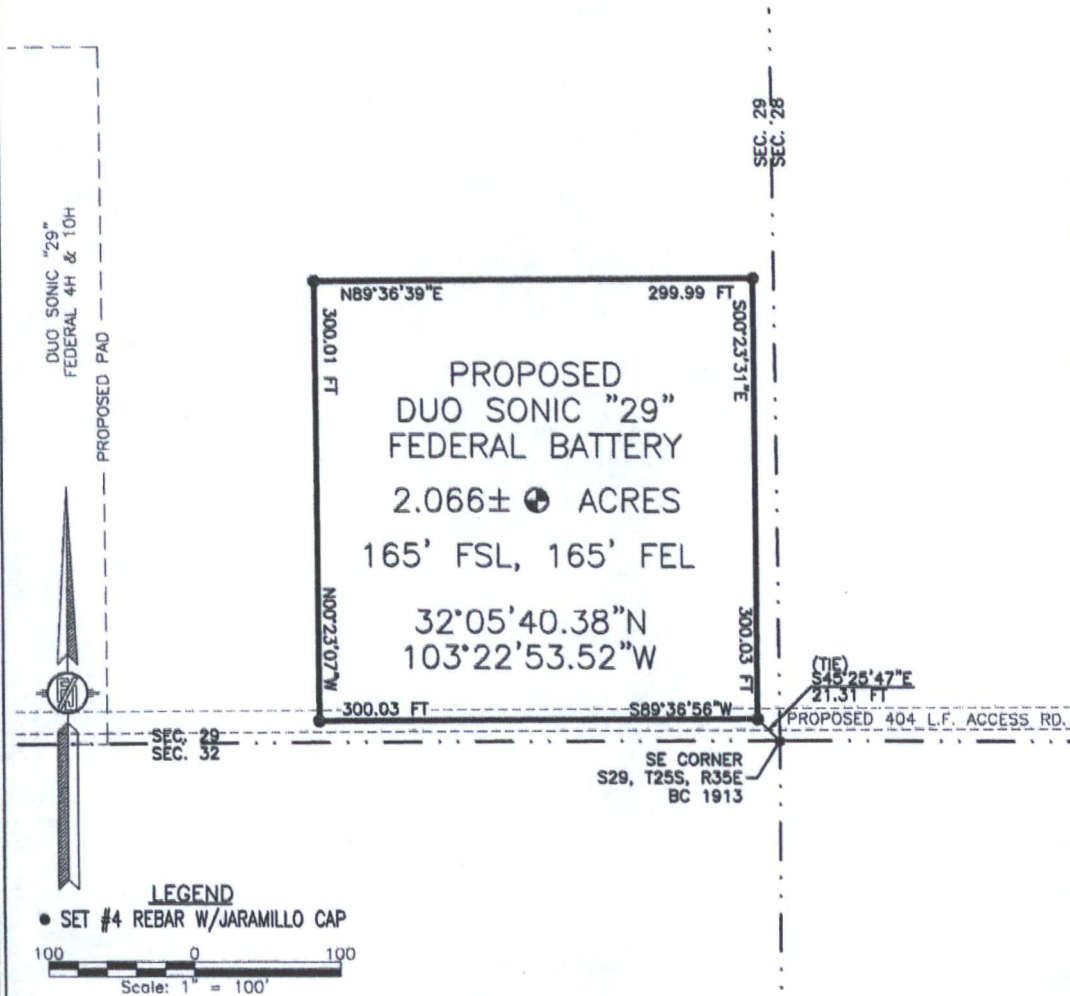 SEC. 29
SEC. 28
DUO SONIC "29"
FEDERAL 4H & 10H
PROPOSED PAD
N89°36'39"E
299.99 FT
300.01 FT
S00°23'31"E
PROPOSED
DUO SONIC "29"
FEDERAL BATTERY
2.066± ACRES
165' FSL, 165' FEL
32°05'40.38"N
103°22'53.52"W
N00°23'07"W
300.03 FT
300.03 FT
S89°36'56"W
(TIE)
S45°25'47"E
21.31 FT
PROPOSED 404 L.F. ACCESS RD.
SEC. 29
SEC. 32
SE CORNER
S29, T25S, R35E
BC 1913
LEGEND
● SET #4 REBAR W/JARAMILLO CAP
100 0 100
Scale: 1" = 100'